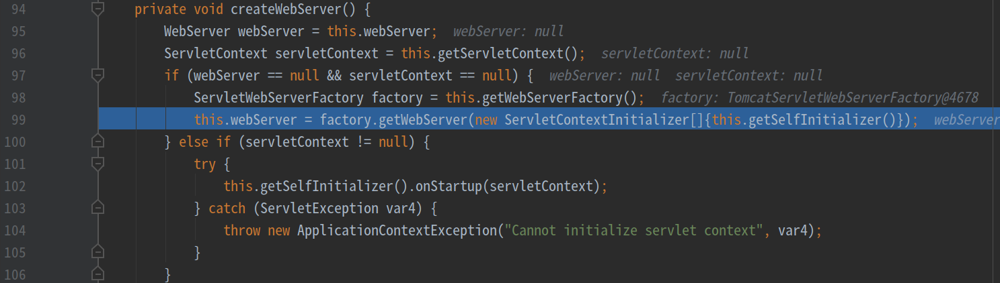 94 private void createWebServer() {
95 WebServer webServer = this.webServer; webServer: null
96 ServletContext servletContext = this.getServletContext(); servletContext: null
97 if (webServer == null && servletContext == null) { webServer: null servletContext: null
98 ServletWebServerFactory factory = this.getWebServerFactory(); factory: TomcatServletWebServerFactory@4678
99 this.webServer = factory.getWebServer(new ServletContextInitializer[]{this.getSelfInitializer()}); webServer
100 } else if (servletContext != null) {
101 try {
102 this.getSelfInitializer().onStartup(servletContext);
103 } catch (ServletException var4) {
104 throw new ApplicationContextException("Cannot initialize servlet context", var4);
105 }
106 }